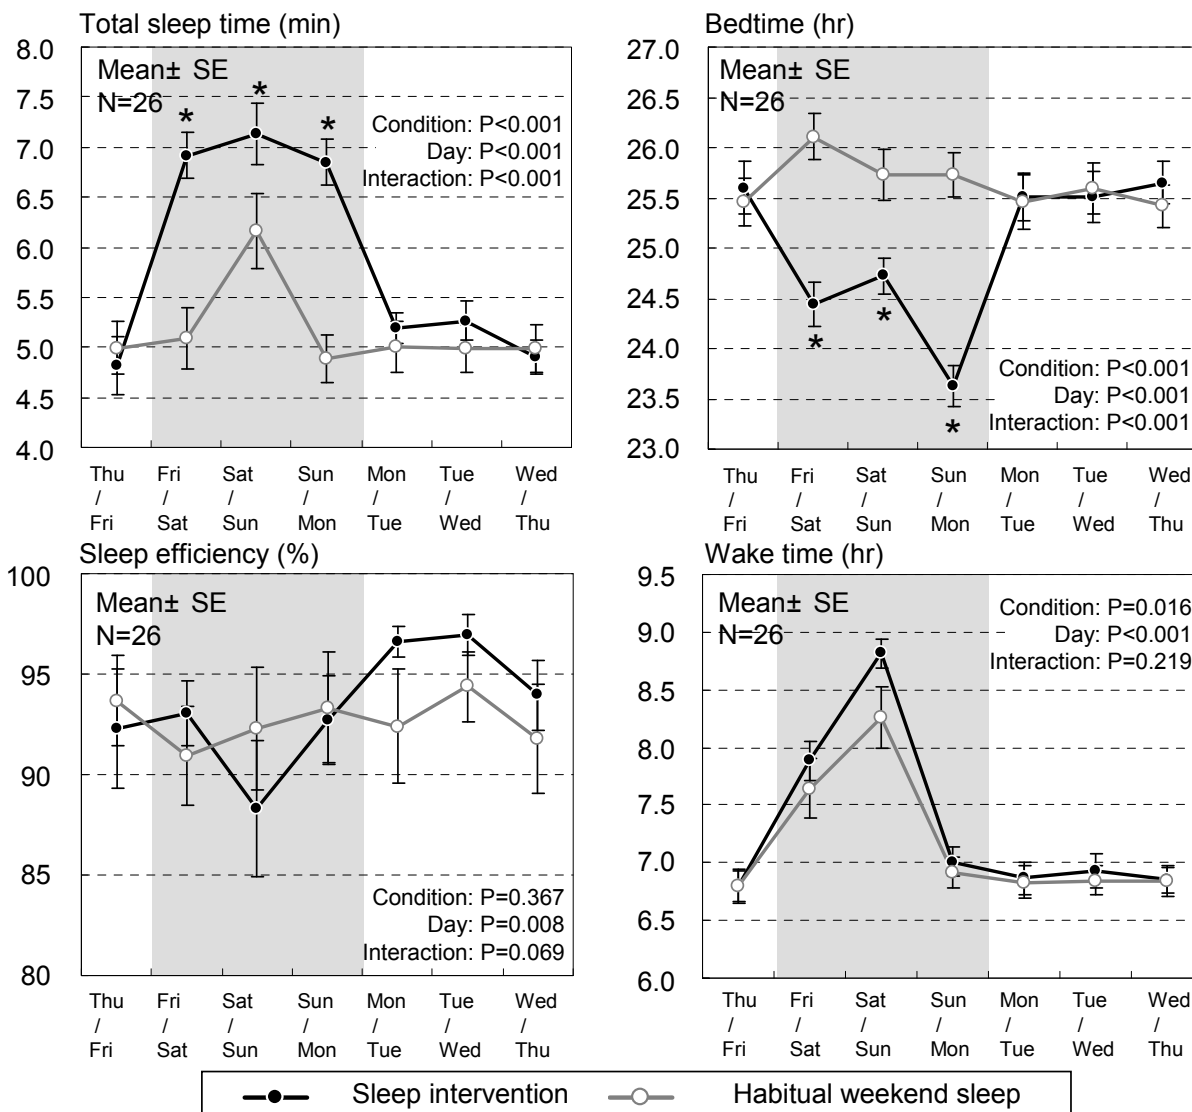 Total sleep time (min)
8.0
7.5
7.0
6.5
6.0
5.5
5.0
4.5
4.0
Mean± SE
N=26
*
*
*
Condition: P<0.001
Day: P<0.001
Interaction: P<0.001
Thu
/
Fri
Fri
/
Sat
Sat
/
Sun
Sun
/
Mon
Mon
/
Tue
Tue
/
Wed
Wed
/
Thu
Bedtime (hr)
27.0
26.5
26.0
25.5
25.0
24.5
24.0
23.5
23.0
Mean± SE
N=26
*
*
*
Condition: P<0.001
Day: P<0.001
Interaction: P<0.001
Thu
/
Fri
Fri
/
Sat
Sat
/
Sun
Sun
/
Mon
Mon
/
Tue
Tue
/
Wed
Wed
/
Thu
Sleep efficiency (%)
100
95
90
85
80
Mean± SE
N=26
Condition: P=0.367
Day: P=0.008
Interaction: P=0.069
Thu
/
Fri
Fri
/
Sat
Sat
/
Sun
Sun
/
Mon
Mon
/
Tue
Tue
/
Wed
Wed
/
Thu
Wake time (hr)
9.5
9.0
8.5
8.0
7.5
7.0
6.5
6.0
Mean± SE
N=26
Condition: P=0.016
Day: P<0.001
Interaction: P=0.219
Thu
/
Fri
Fri
/
Sat
Sat
/
Sun
Sun
/
Mon
Mon
/
Tue
Tue
/
Wed
Wed
/
Thu
Sleep intervention
Habitual weekend sleep